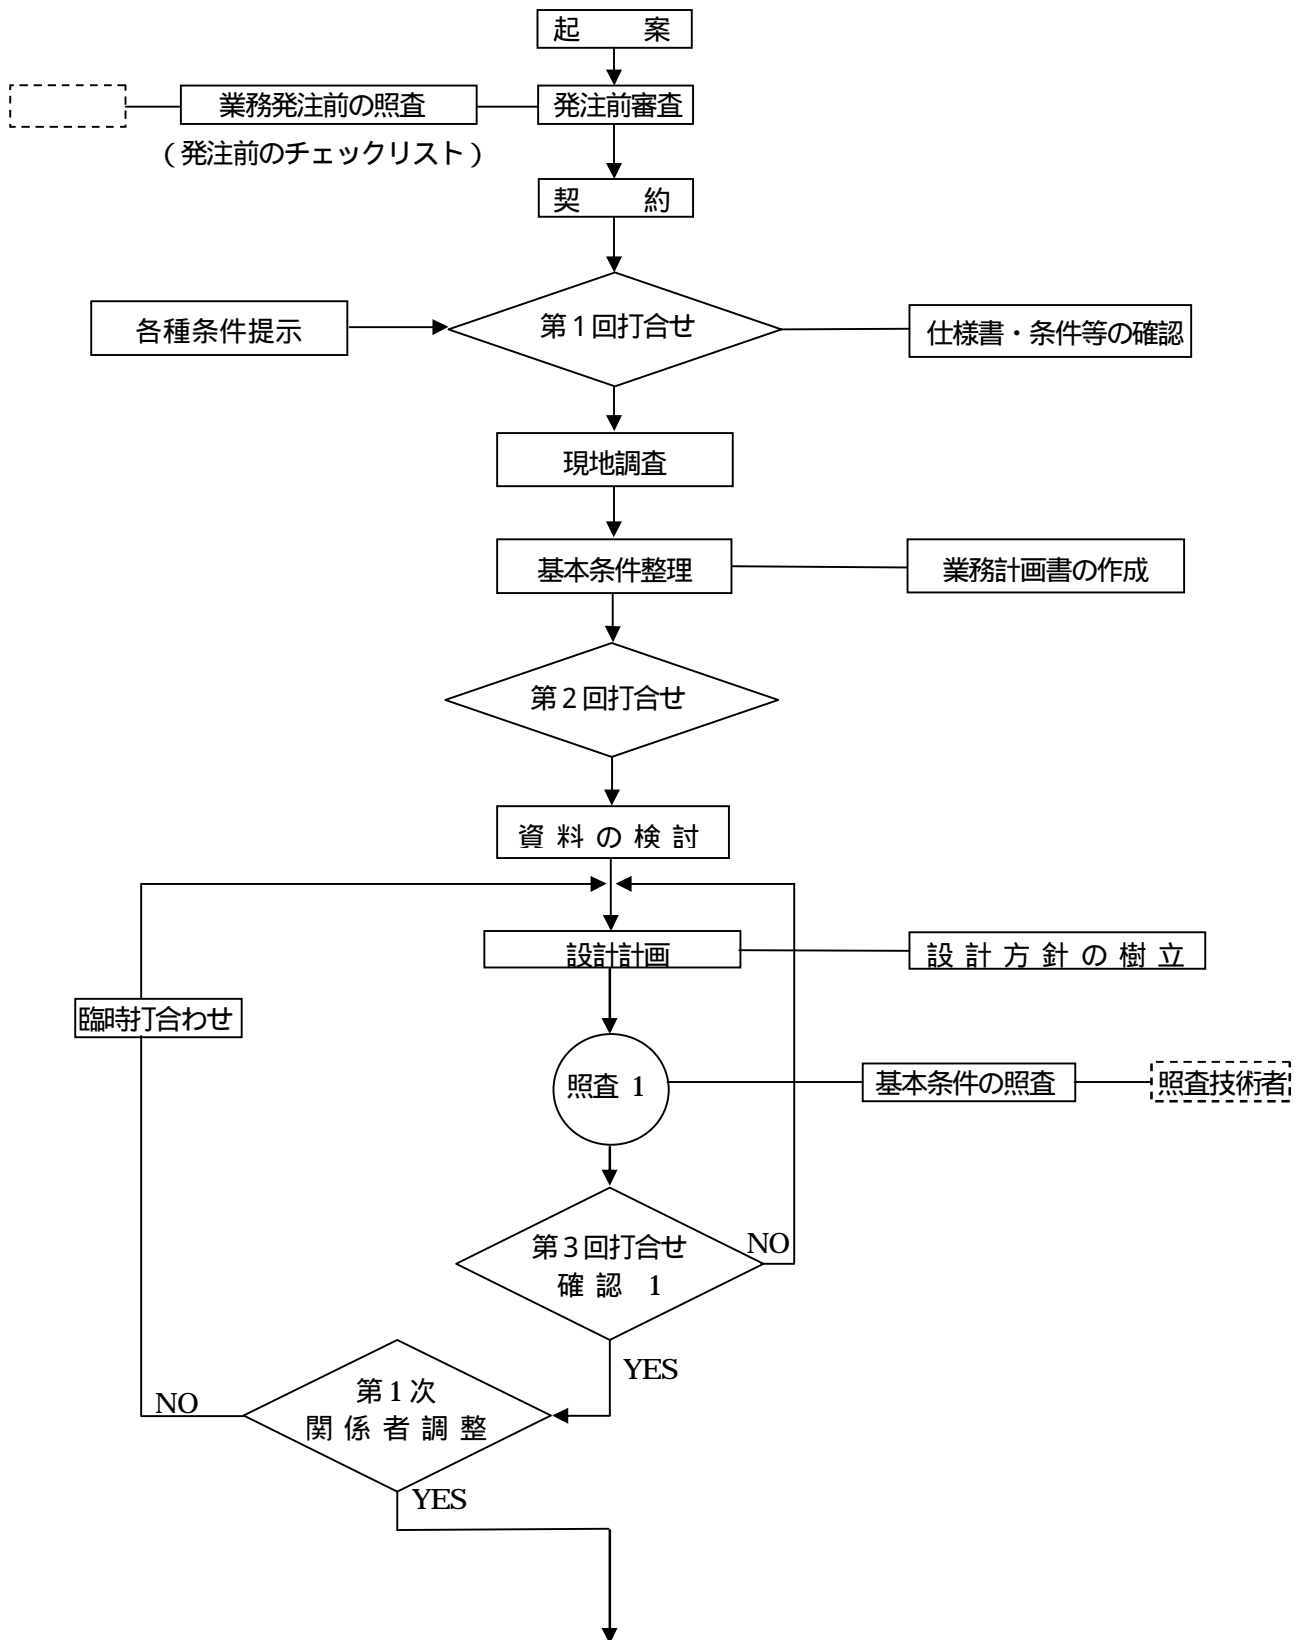 起　　案
業務発注前の照査
発注前審査
（発注前のチェックリスト）
契　　約
各種条件提示
第1回打合せ
仕様書・条件等の確認
現地調査
基本条件整理
業務計画書の作成
第2回打合せ
資料の検討
設計計画
設計方針の樹立
臨時打合わせ
照査 1
基本条件の照査
照査技術者
第3回打合せ
確認 1
NO
YES
第1次
関係者調整
NO
YES